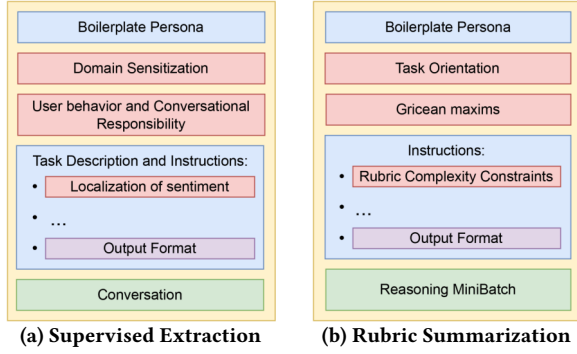 Boilerplate Persona
Domain Sensitization
User behavior and Conversational
Responsibility
Task Description and Instructions:
• Localization of sentiment
• ...
• Output Format
Conversation
(a) Supervised Extraction
Boilerplate Persona
Task Orientation
Gricean maxims
Instructions:
• Rubric Complexity Constraints
• ...
• Output Format
Reasoning MiniBatch
(b) Rubric Summarization